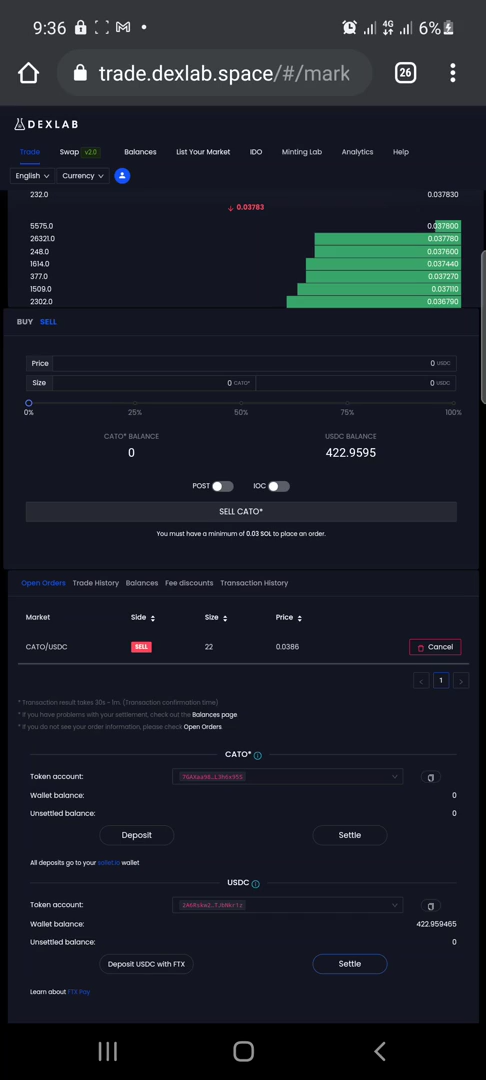 9:36
4G 6%
trade.dexlab.space/#/mark
26
DEXLAB
Trade Swap v2.0 Balances List Your Market IDO Minting Lab Analytics Help
English Currency
232.0 0.037830
↓ 0.03783
5575.0 0.037800
26321.0 0.037760
248.0 0.037600
1614.0 0.037440
377.0 0.037270
1509.0 0.037110
2302.0 0.036790
BUY SELL
Price 0 USDC
Size 0 CATO* 0 USDC
0% 25% 50% 75% 100%
CATO* BALANCE USDC BALANCE
0 422.9595
POST IOC
SELL CATO*
You must have a minimum of 0.03 SOL to place an order.
Open Orders Trade History Balances Fee discounts Transaction History
Market Side Size Price
CATO/USDC SELL 22 0.0386 Cancel
< 1 >
* Transaction result takes 30s ~ 1m. (Transaction confirmation time)
* If you have problems with your settlement, check out the Balances page.
* If you do not see your order information, please check Open Orders.
CATO*
Token account:
Wallet balance: 0
Unsettled balance: 0
Deposit Settle
All deposits go to your sollet.io wallet
USDC
Token account:
Wallet balance: 422.959465
Unsettled balance: 0
Deposit USDC with FTX Settle
Learn about FTX Pay